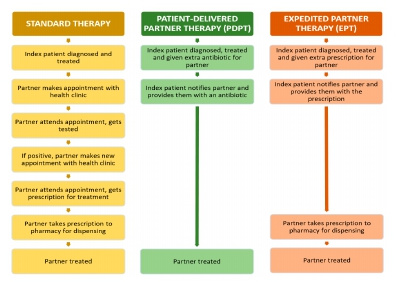 STANDARD THERAPY
Index patient diagnosed and
treated
Partner makes appointment with
health clinic
Partner attends appointment, gets
tested
If positive, partner makes new
appointment with health clinic
Partner attends appointment, gets
prescription for treatment
Partner takes prescription to
pharmacy for dispensing
Partner treated
PATIENT-DELIVERED
PARTNER THERAPY (PDPT)
Index patient diagnosed, treated
and given extra antibiotic for
partner
Index patient notifies partner and
provides them with an antibiotic
Partner treated
EXPEDITED PARTNER
THERAPY (EPT)
Index patient diagnosed, treated
and given extra prescription for
partner
Index patient notifies partner and
provides them with the
prescription
Partner takes prescription to
pharmacy for dispensing
Partner treated